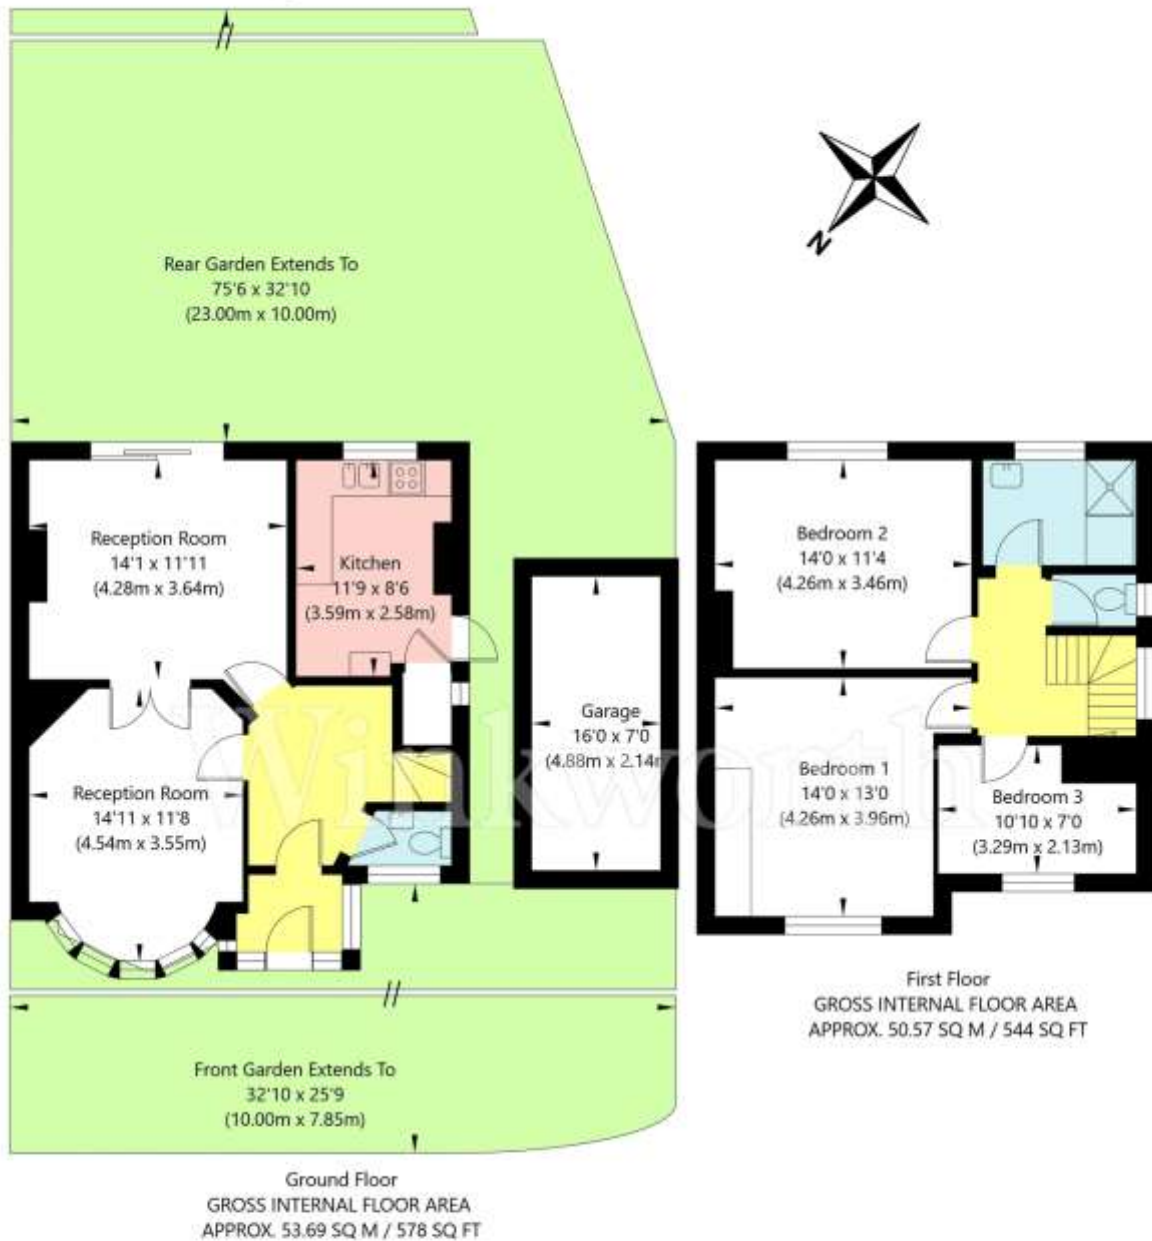 Rear Garden Extends To
75'6 x 32'10
(23.00m x 10.00m)
N
Reception Room
14'1 x 11'11
(4.28m x 3.64m)
Kitchen
11'9 x 8'6
(3.59m x 2.58m)
Reception Room
14'11 x 11'8
(4.54m x 3.55m)
Garage
16'0 x 7'0
(4.88m x 2.14m
Front Garden Extends To
32'10 x 25'9
(10.00m x 7.85m)
Ground Floor
GROSS INTERNAL FLOOR AREA
APPROX. 53.69 SQ M / 578 SQ FT
Bedroom 2
14'0 x 11'4
(4.26m x 3.46m)
Bedroom 1
14'0 x 13'0
(4.26m x 3.96m)
Bedroom 3
10'10 x 7'0
(3.29m x 2.13m)
First Floor
GROSS INTERNAL FLOOR AREA
APPROX. 50.57 SQ M / 544 SQ FT
Winkworth